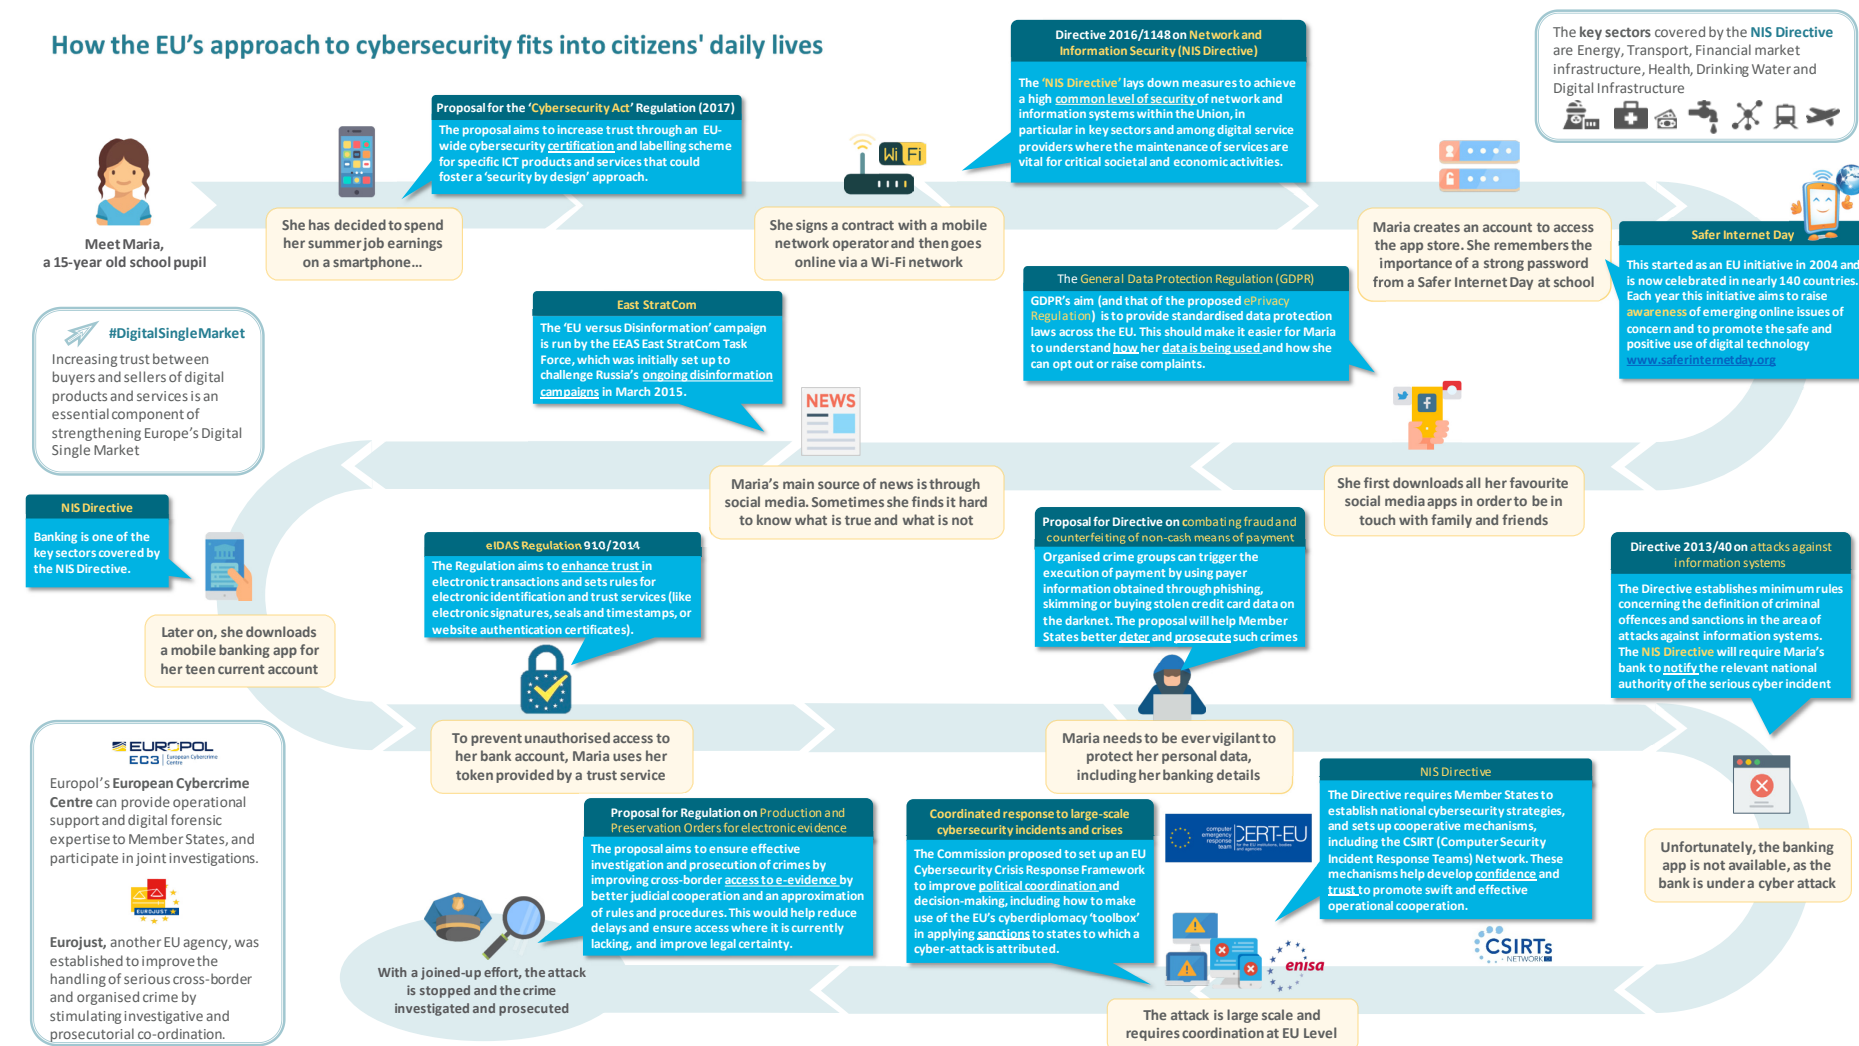 How the EU's approach to cybersecurity fits into citizens' daily lives
Meet Maria,
a 15-year old school pupil
Proposal for the 'Cybersecurity Act' Regulation (2017)
The proposal aims to increase trust through an EU-
wide cybersecurity certification and labelling scheme
for specific ICT products and services that could
foster a 'security by design' approach.
She has decided to spend
her summer job earnings
on a smartphone...
Wi Fi
Directive 2016/1148 on Network and
Information Security (NIS Directive)
The 'NIS Directive' lays down measures to achieve
a high common level of security of network and
information systems within the Union, in
particular in key sectors and among digital service
providers where the maintenance of services are
vital for critical societal and economic activities.
She signs a contract with a mobile
network operator and then goes
online via a Wi-Fi network
The key sectors covered by the NIS Directive
are Energy, Transport, Financial market
infrastructure, Health, Drinking Water and
Digital Infrastructure
Maria creates an account to access
the app store. She remembers the
importance of a strong password
from a Safer Internet Day at school
Safer Internet Day
This started as an EU initiative in 2004 and
is now celebrated in nearly 140 countries.
Each year this initiative aims to raise
awareness of emerging online issues of
concern and to promote the safe and
positive use of digital technology
www.saferinternetday.org
The General Data Protection Regulation (GDPR)
GDPR's aim (and that of the proposed ePrivacy
Regulation) is to provide standardised data protection
laws across the EU. This should make it easier for Maria
to understand how her data is being used and how she
can opt out or raise complaints.
She first downloads all her favourite
social media apps in order to be in
touch with family and friends
East StratCom
The 'EU versus Disinformation' campaign
is run by the EEAS East StratCom Task
Force, which was initially set up to
challenge Russia's ongoing disinformation
campaigns in March 2015.
NEWS
Maria's main source of news is through
social media. Sometimes she finds it hard
to know what is true and what is not
#DigitalSingleMarket
Increasing trust between
buyers and sellers of digital
products and services is an
essential component of
strengthening Europe's Digital
Single Market
NIS Directive
Banking is one of the
key sectors covered by
the NIS Directive.
Later on, she downloads
a mobile banking app for
her teen current account
eIDAS Regulation 910/2014
The Regulation aims to enhance trust in
electronic transactions and sets rules for
electronic identification and trust services (like
electronic signatures, seals and timestamps, or
website authentication certificates).
To prevent unauthorised access to
her bank account, Maria uses her
token provided by a trust service
Proposal for Directive on combating fraud and
counterfeiting of non-cash means of payment
Organised crime groups can trigger the
execution of payment by using payer
information obtained through phishing,
skimming or buying stolen credit card data on
the darknet. The proposal will help Member
States better deter and prosecute such crimes
Maria needs to be ever vigilant to
protect her personal data,
including her banking details
Directive 2013/40 on attacks against
information systems
The Directive establishes minimum rules
concerning the definition of criminal
offences and sanctions in the area of
attacks against information systems.
The NIS Directive will require Maria's
bank to notify the relevant national
authority of the serious cyber incident
Unfortunately, the banking
app is not available, as the
bank is under a cyber attack
NIS Directive
The Directive requires Member States to
establish national cybersecurity strategies,
and sets up cooperative mechanisms,
including the CSIRT (Computer Security
Incident Response Teams) Network. These
mechanisms help develop confidence and
trust to promote swift and effective
operational cooperation.
CSIRTs
NETWORK
computer
emergency
response
team
CERT-EU
for the EU institutions, bodies
and agencies
enisa
The attack is large scale and
requires coordination at EU Level
Coordinated response to large-scale
cybersecurity incidents and crises
The Commission proposed to set up an EU
Cybersecurity Crisis Response Framework
to improve political coordination and
decision-making, including how to make
use of the EU's cyberdiplomacy 'toolbox'
in applying sanctions to states to which a
cyber-attack is attributed.
Proposal for Regulation on Production and
Preservation Orders for electronic evidence
The proposal aims to ensure effective
investigation and prosecution of crimes by
improving cross-border access to e-evidence by
better judicial cooperation and an approximation
of rules and procedures. This would help reduce
delays and ensure access where it is currently
lacking, and improve legal certainty.
With a joined-up effort, the attack
is stopped and the crime
investigated and prosecuted
EUROPOL
EC3 European Cybercrime
Centre
Europol's European Cybercrime
Centre can provide operational
support and digital forensic
expertise to Member States, and
participate in joint investigations.
EUROJUST
Eurojust, another EU agency, was
established to improve the
handling of serious cross-border
and organised crime by
stimulating investigative and
prosecutorial co-ordination.